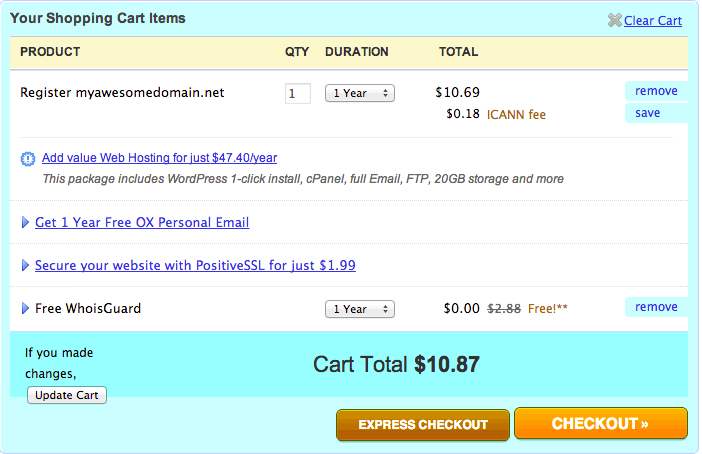 Your Shopping Cart Items
Clear Cart
PRODUCT QTY DURATION TOTAL
Register myawesomedomain.net 1 1 Year $10.69 remove
$0.18 ICANN fee save
Add value Web Hosting for just $47.40/year
This package includes WordPress 1-click install, cPanel, full Email, FTP, 20GB storage and more
Get 1 Year Free OX Personal Email
Secure your website with PositiveSSL for just $1.99
Free WhoisGuard 1 Year $0.00 $2.88 Free!** remove
If you made
changes,
Update Cart
Cart Total $10.87
EXPRESS CHECKOUT CHECKOUT »